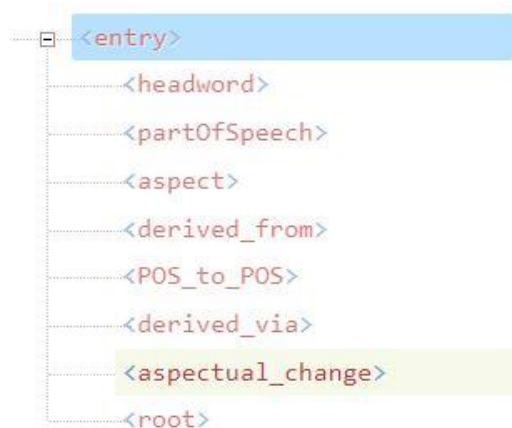 <entry>
<headword>
<partOfSpeech>
<aspect>
<derived_from>
<POS_to_POS>
<derived_via>
<aspectual_change>
<root>